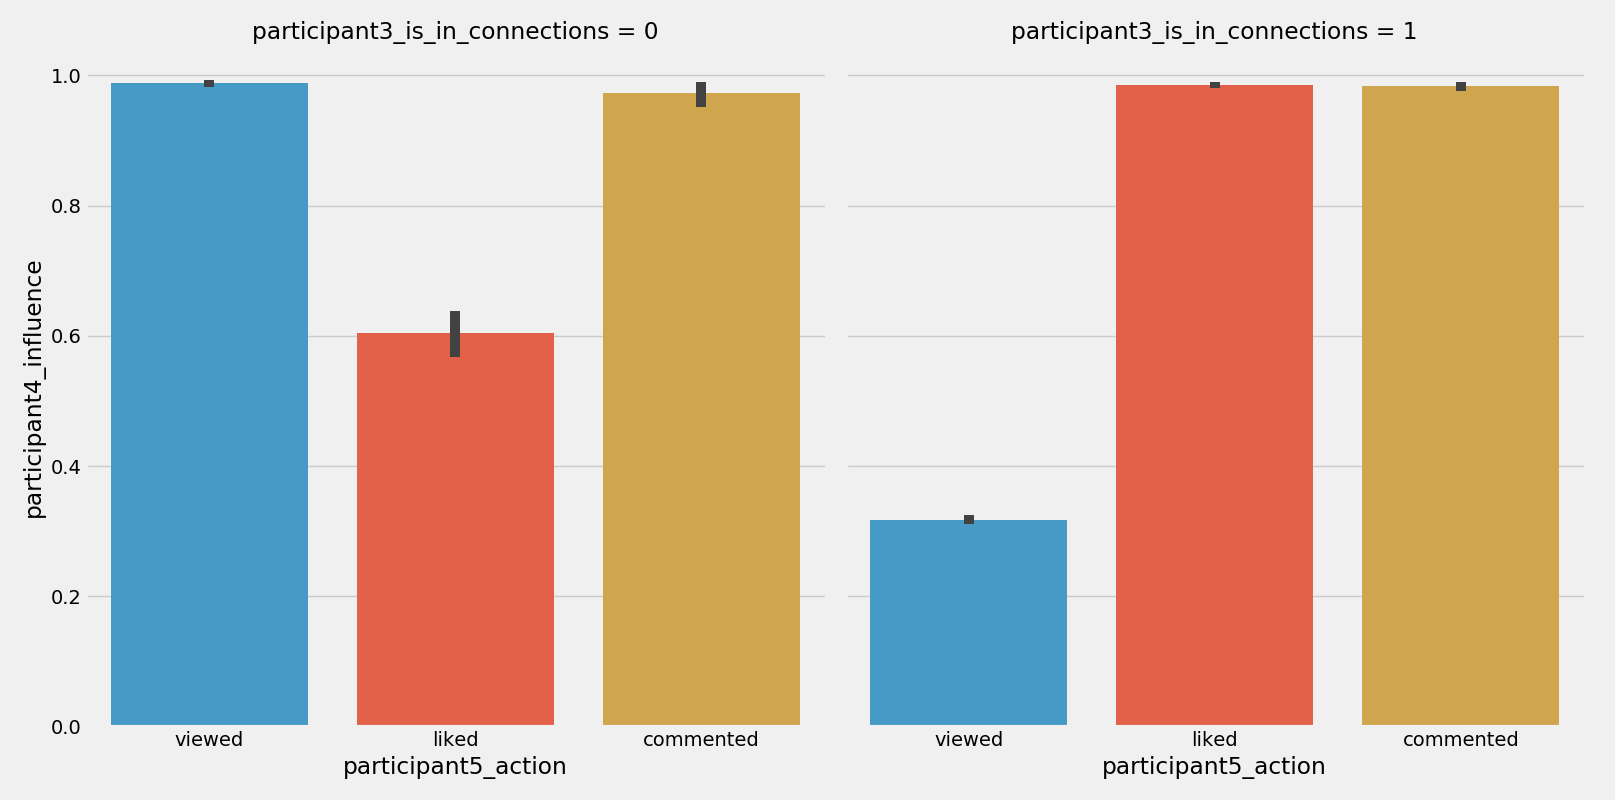 participant3_is_in_connections = 0
participant3_is_in_connections = 1
participant4_influence
1.0
0.8
0.6
0.4
0.2
0.0
viewed liked commented
viewed liked commented
participant5_action
participant5_action